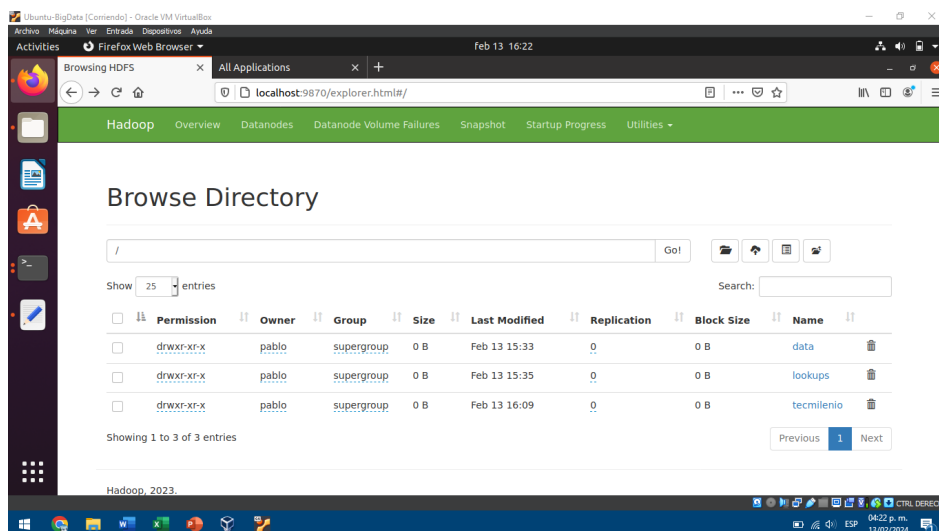 Ubuntu-BigData [Corriendo] - Oracle VM VirtualBox
Archivo Máquina Ver Entrada Dispositivos Ayuda
Activities Firefox Web Browser Feb 13 16:22
Browsing HDFS All Applications
localhost:9870/explorer.html#/
Hadoop Overview Datanodes Datanode Volume Failures Snapshot Startup Progress Utilities
Browse Directory
/ Go!
Show 25 entries Search:
Permission Owner Group Size Last Modified Replication Block Size Name
drwxr-xr-x pablo supergroup 0 B Feb 13 15:33 0 0 B data
drwxr-xr-x pablo supergroup 0 B Feb 13 15:35 0 0 B lookups
drwxr-xr-x pablo supergroup 0 B Feb 13 16:09 0 0 B tecmilenio
Showing 1 to 3 of 3 entries Previous 1 Next
Hadoop, 2023.
CTRL DEREC
ESP 04:22 p. m.
13/02/2024